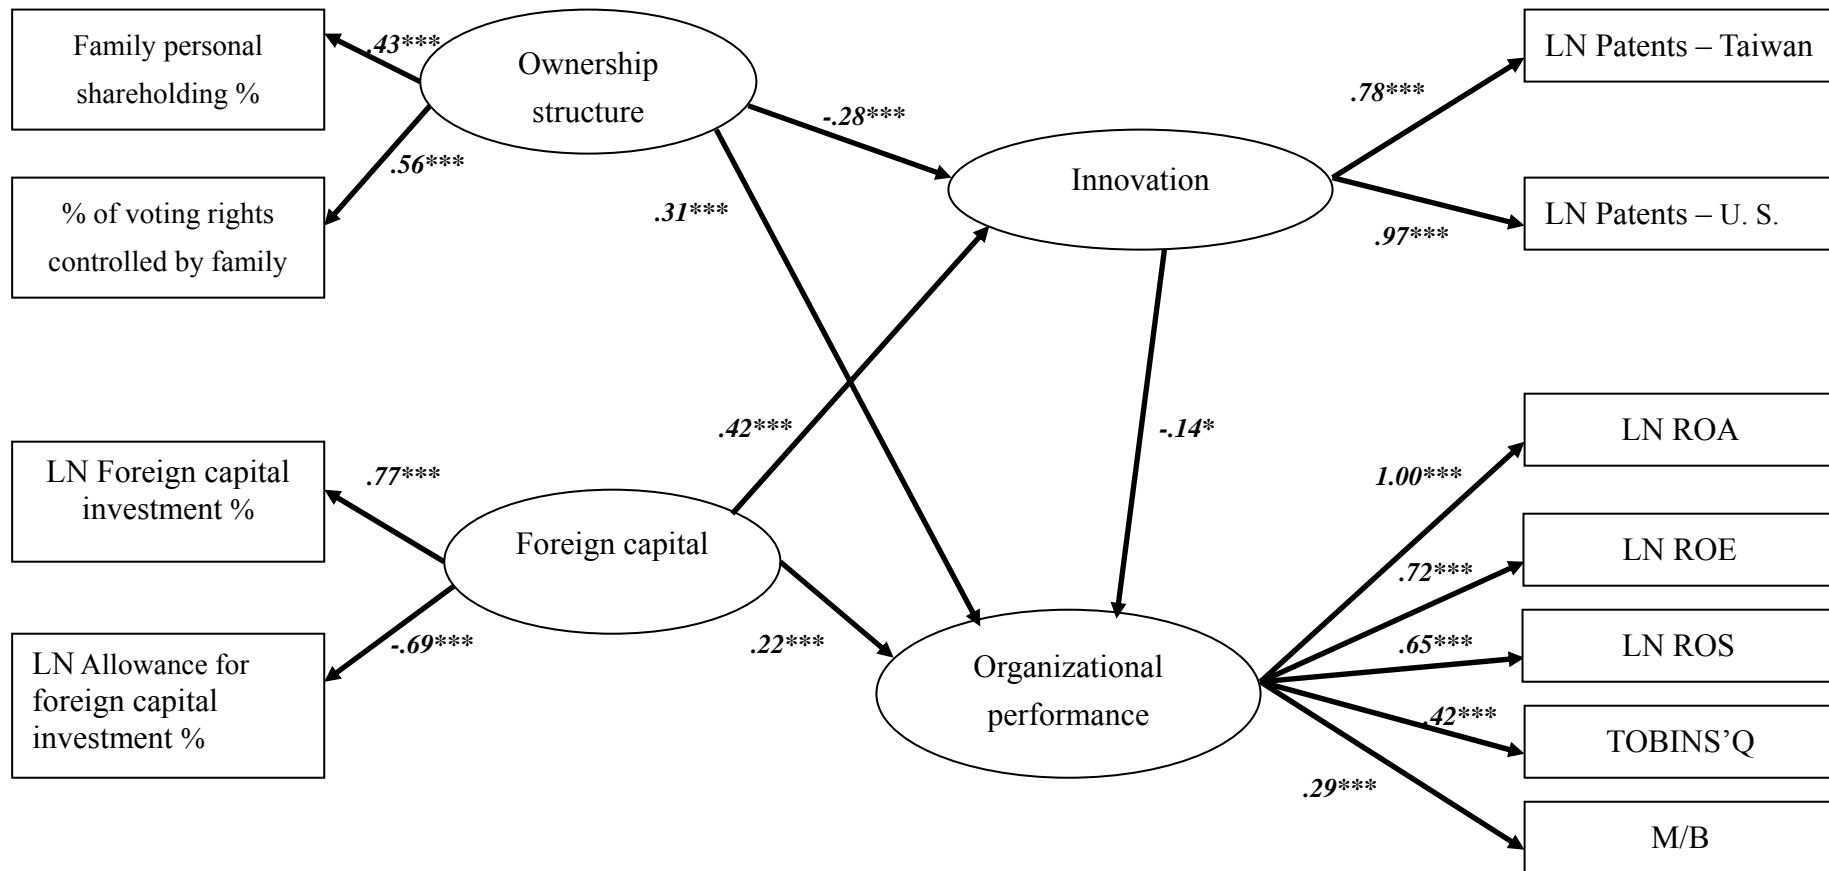 Family personal
shareholding %
.43***
Ownership
structure
LN Patents – Taiwan
.78***
-.28***
.56***
Innovation
% of voting rights
controlled by family
.31***
LN Patents – U. S.
.97***
.42***
-.14*
LN ROA
LN Foreign capital
investment %
.77***
1.00***
Foreign capital
LN ROE
.72***
LN Allowance for
foreign capital
investment %
-.69***
.22***
Organizational
performance
.65***
LN ROS
.42***
TOBINS’Q
.29***
M/B